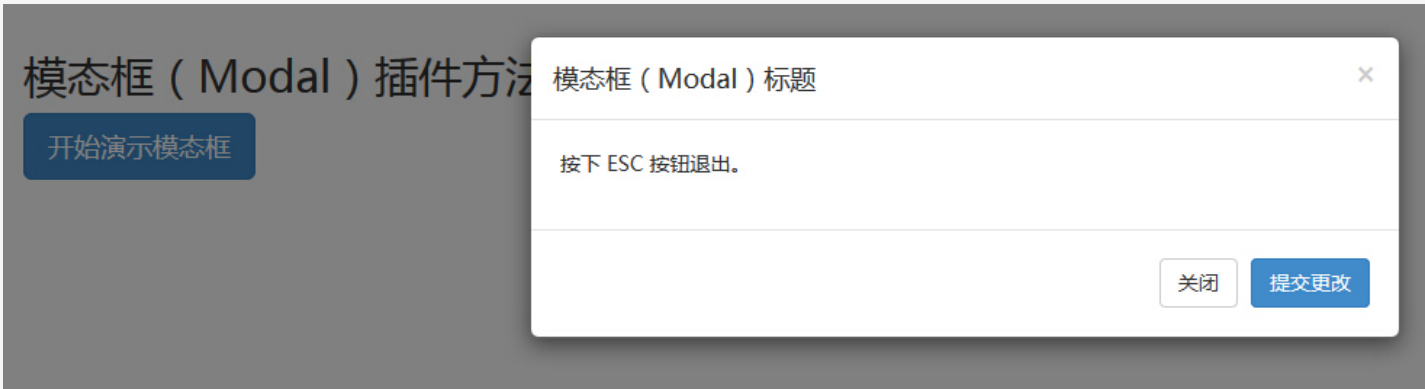 模态框（Modal）插件方法
开始演示模态框
模态框（Modal）标题
×
按下 ESC 按钮退出。
关闭
提交更改